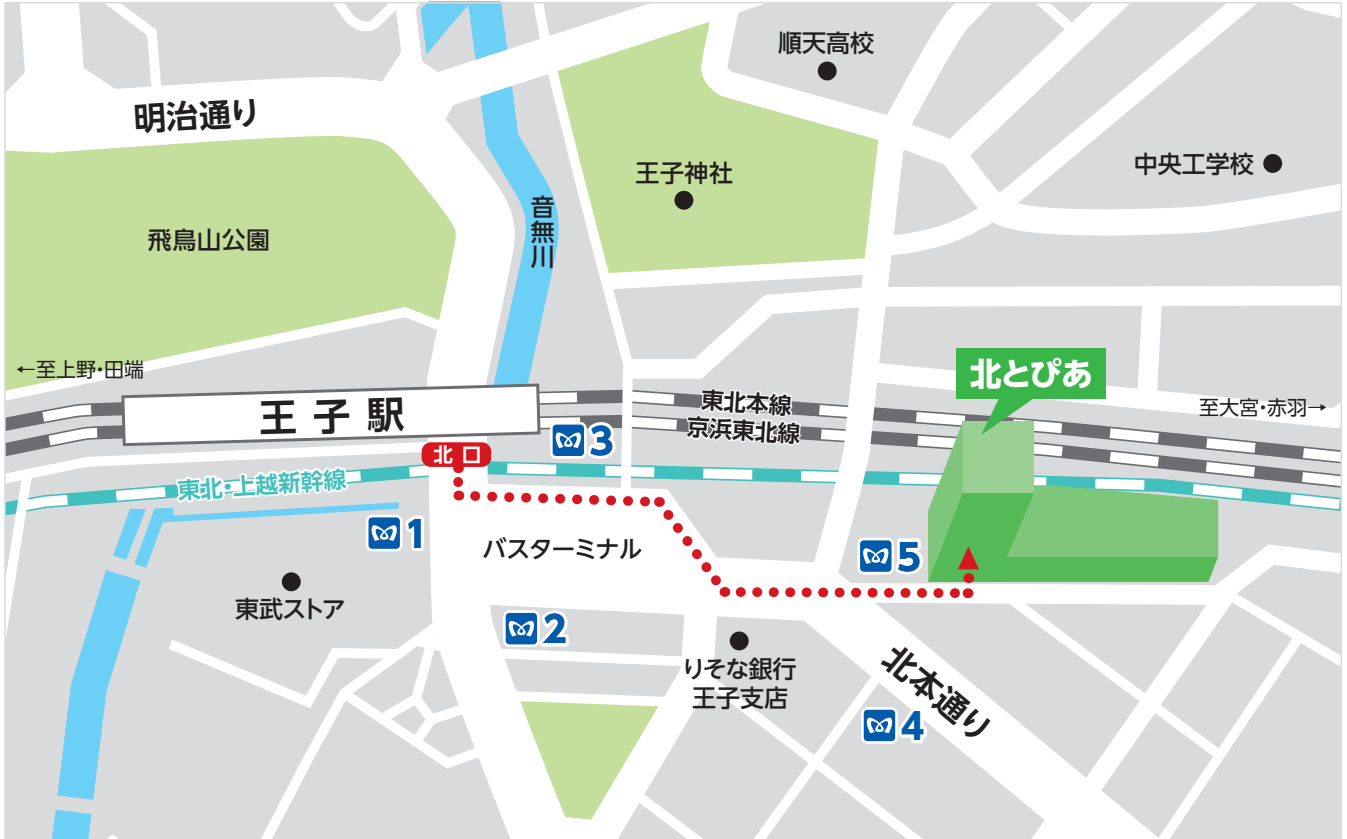 順天高校
明治通り
中央工学校
王子神社
音無川
飛鳥山公園
←至上野・田端
北とぴあ
王子駅
東北本線
京浜東北線
至大宮・赤羽→
3
北口
東北・上越新幹線
1
バスターミナル
5
東武ストア
2
りそな銀行
王子支店
北本通り
4